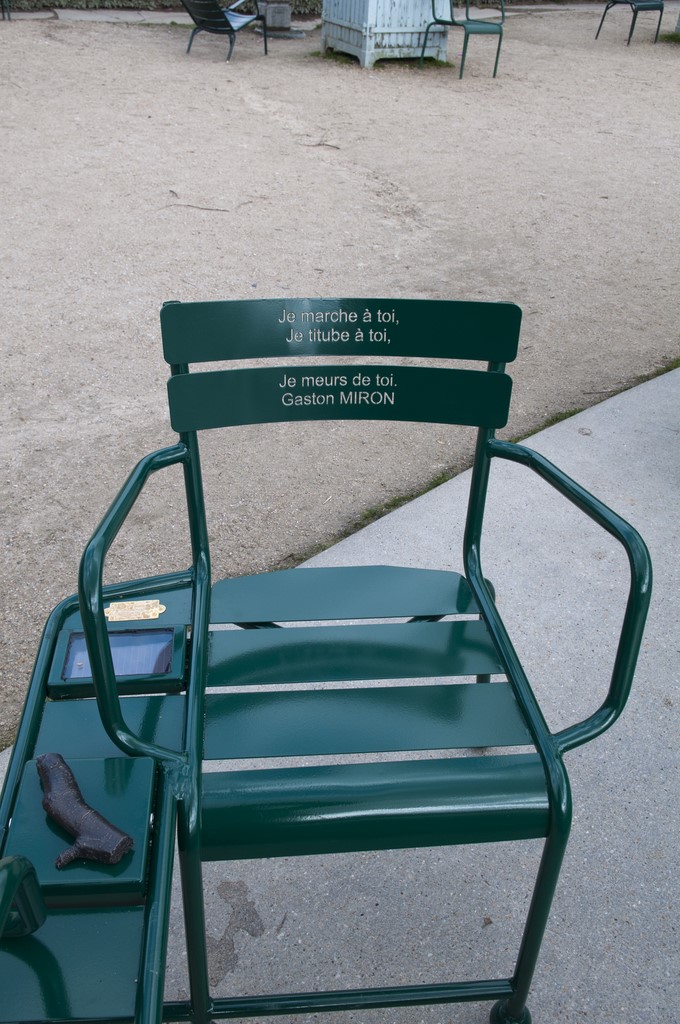 Je marche à toi,
Je titube à toi,
Je meurs de toi.
Gaston MIRON